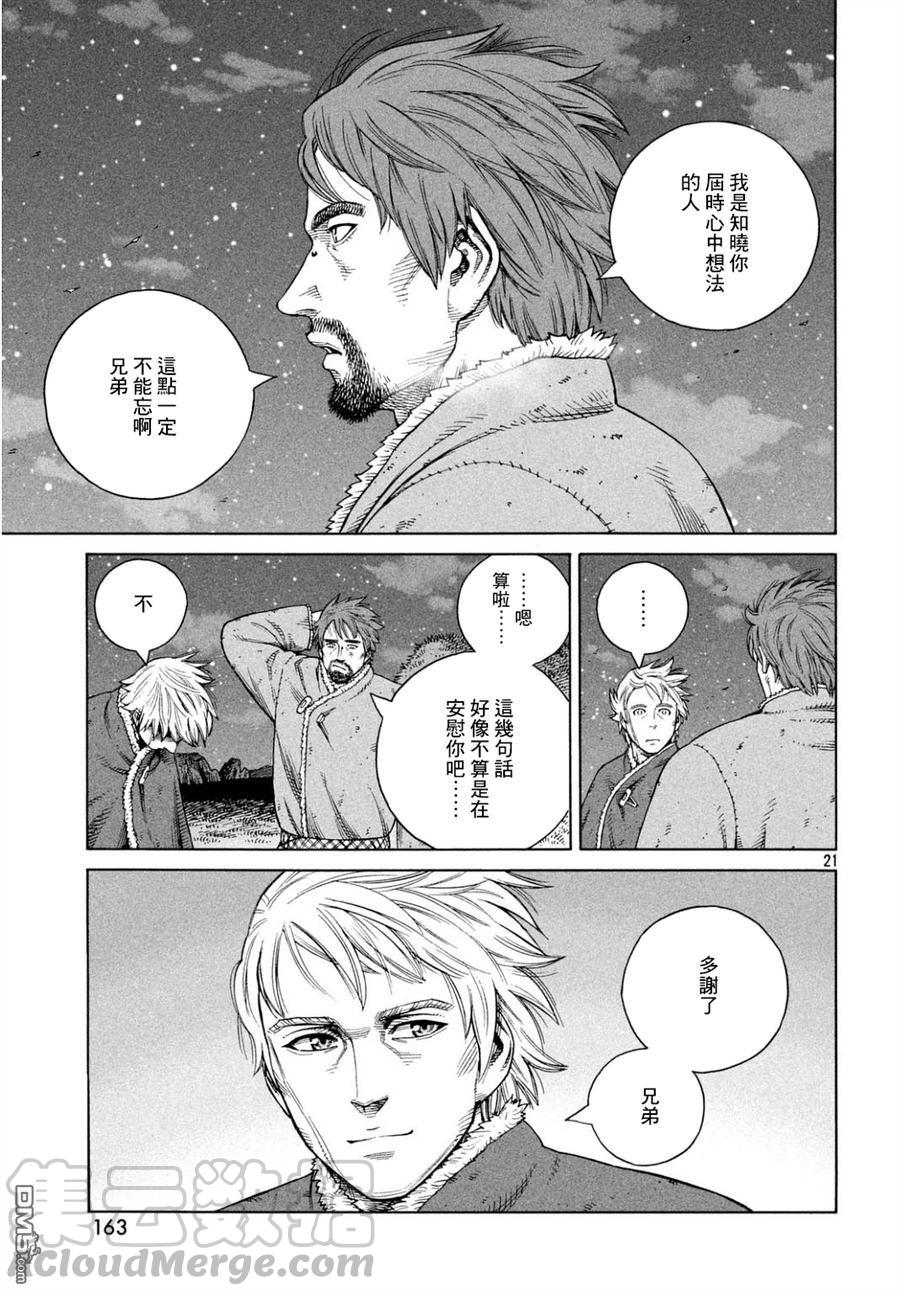 我是知曉你
屆時心中想法
的人
這點一定
不能忘啊
兄弟
……
……嗯
算啦……
這幾句話
好像不算是在
安慰你吧……
不
21
多謝了
兄弟
163
集云数据
ACloudMerge.com
DM5